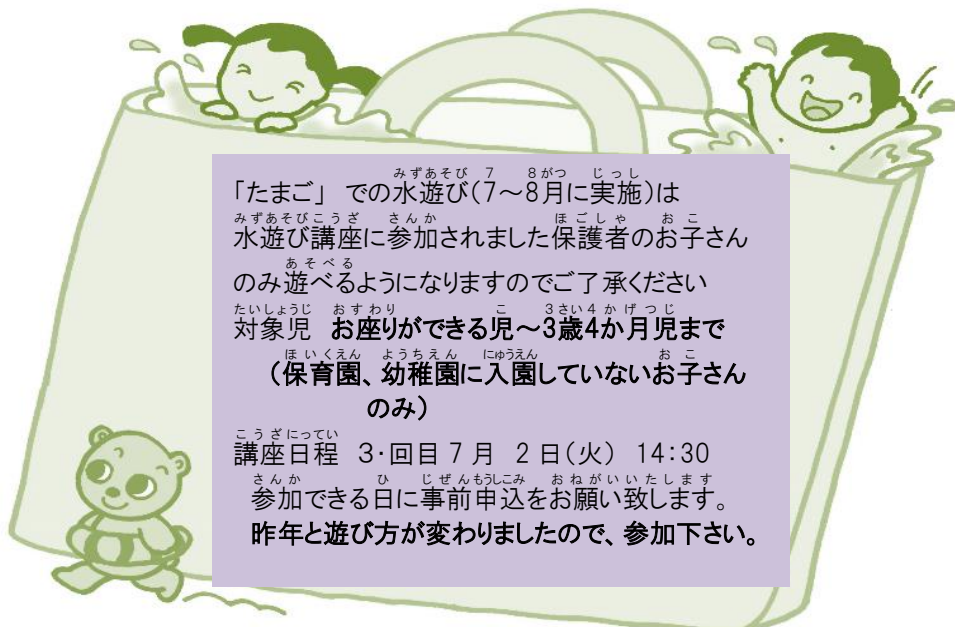 「たまご」 での水遊び(7~8月に実施)は
水遊び講座に参加されました保護者のお子さん
のみ遊べるようになりますのでご了承ください
対象児 お座りができる児~3歳4か月児まで
(保育園、幼稚園に入園していないお子さん
のみ)
講座日程 3・回目 7月 2日(火) 14:30
参加できる日に事前申込をお願い致します。
昨年と遊び方が変わりましたので、参加下さい。